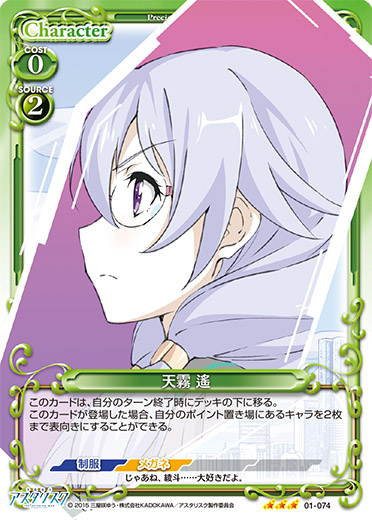 Character
COST
0
SOURCE
2
天霧 遙
このカードは、自分のターン終了時にデッキの下に移る。
このカードが登場した場合、自分のポイント置き場にあるキャラを2枚
まで表向きにすることができる。
制服 メガネ
じゃあね、綾斗……大好きだよ。
アスタリスク
© 2015 三屋咲ゆう・株式会社KADOKAWA/アスタリスク製作委員会
01-074